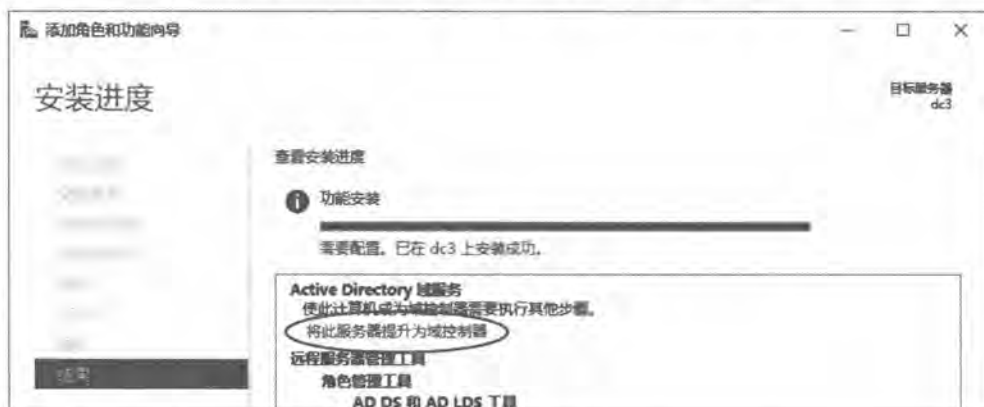 添加角色和功能向导
安装进度
目标服务器
dc3
查看安装进度
功能安装
需要配置。已在 dc3 上安装成功。
Active Directory 域服务
使此计算机成为域控制器需要执行其他步骤。
将此服务器提升为域控制器
远程服务器管理工具
角色管理工具
AD DS 和 AD LDS 工具
结果